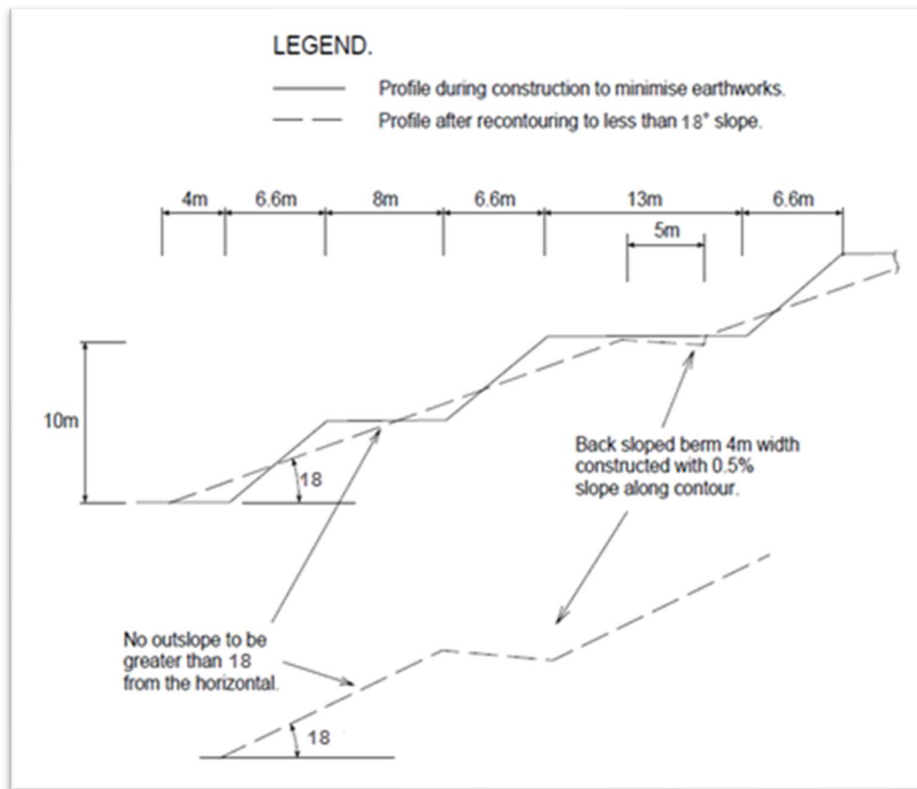 LEGEND.
Profile during construction to minimise earthworks.
Profile after recontouring to less than 18° slope.
4m 6.6m 8m 6.6m 13m 6.6m
5m
10m
18
Back sloped berm 4m width
constructed with 0.5%
slope along contour.
No outslope to be
greater than 18
from the horizontal.
18